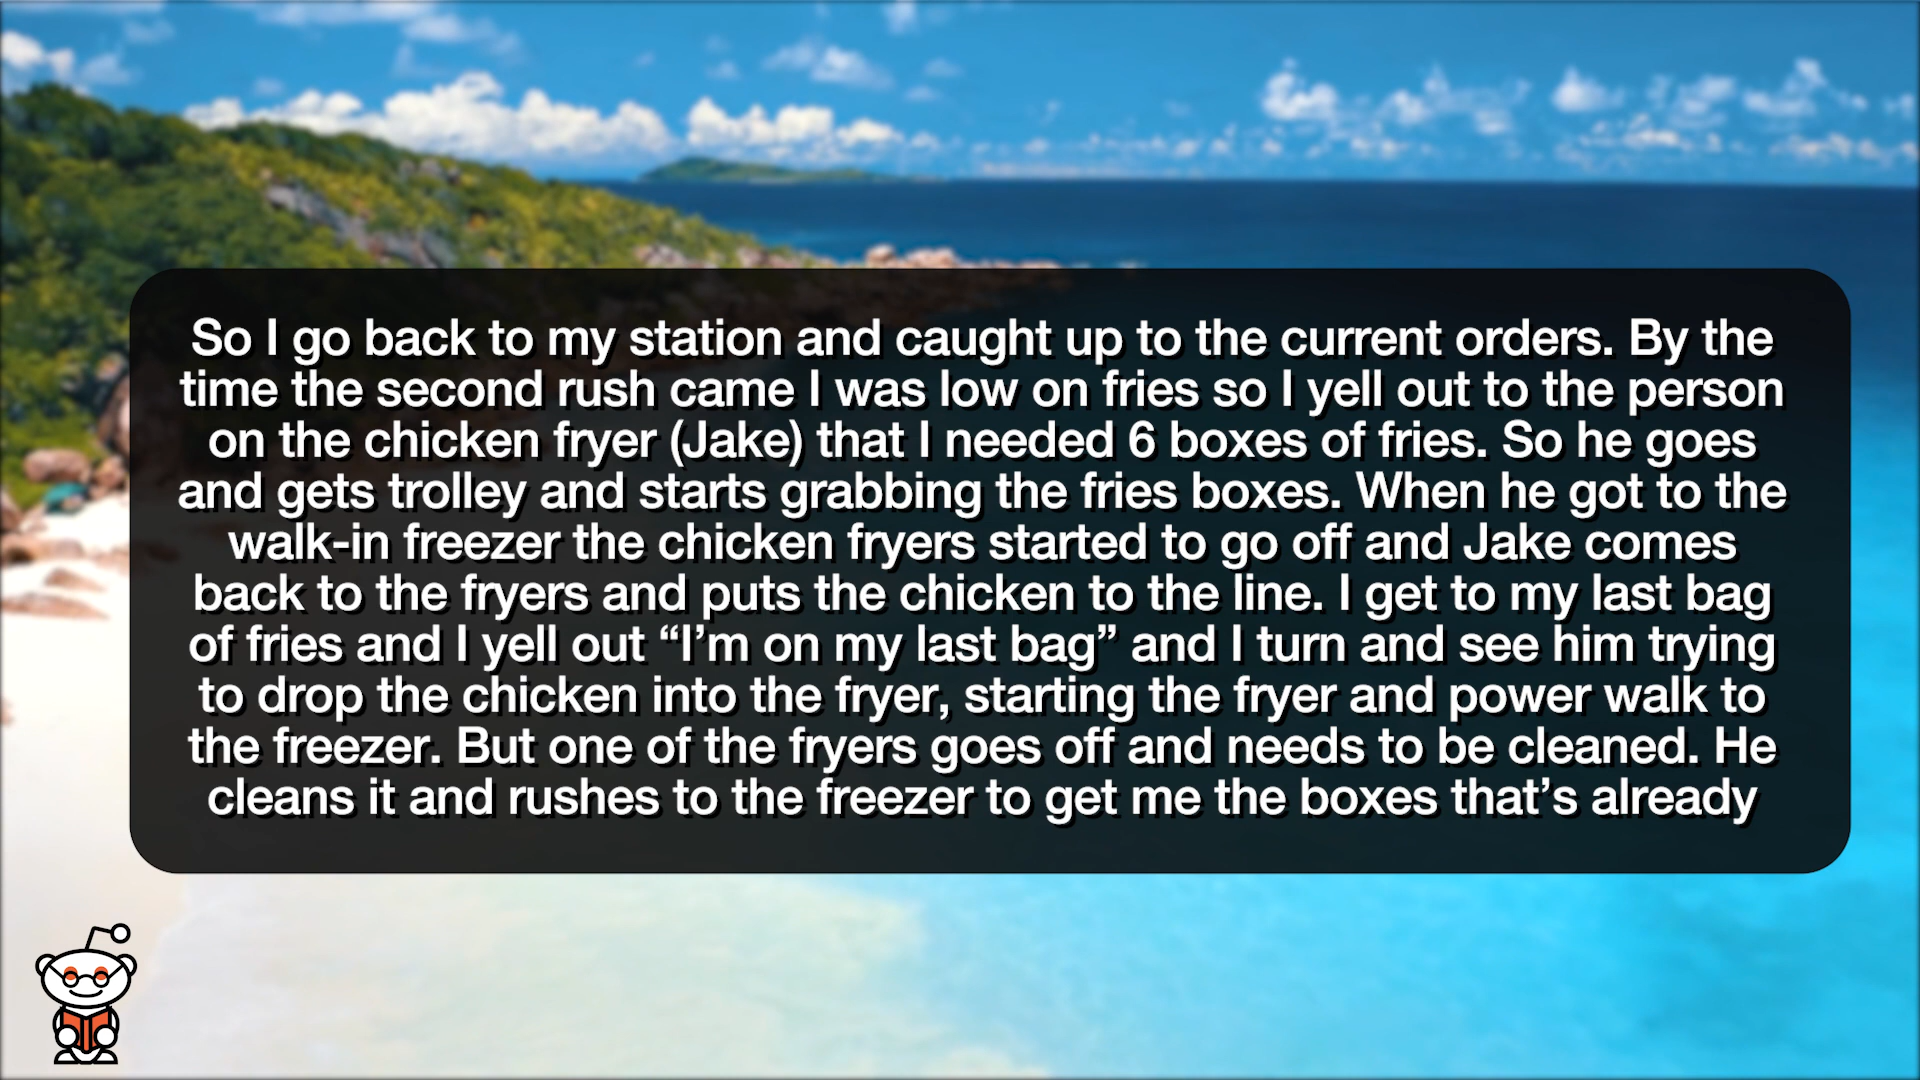 So I go back to my station and caught up to the current orders. By the
time the second rush came I was low on fries so I yell out to the person
on the chicken fryer (Jake) that I needed 6 boxes of fries. So he goes
and gets trolley and starts grabbing the fries boxes. When he got to the
walk-in freezer the chicken fryers started to go off and Jake comes
back to the fryers and puts the chicken to the line. I get to my last bag
of fries and I yell out “I’m on my last bag” and I turn and see him trying
to drop the chicken into the fryer, starting the fryer and power walk to
the freezer. But one of the fryers goes off and needs to be cleaned. He
cleans it and rushes to the freezer to get me the boxes that’s already